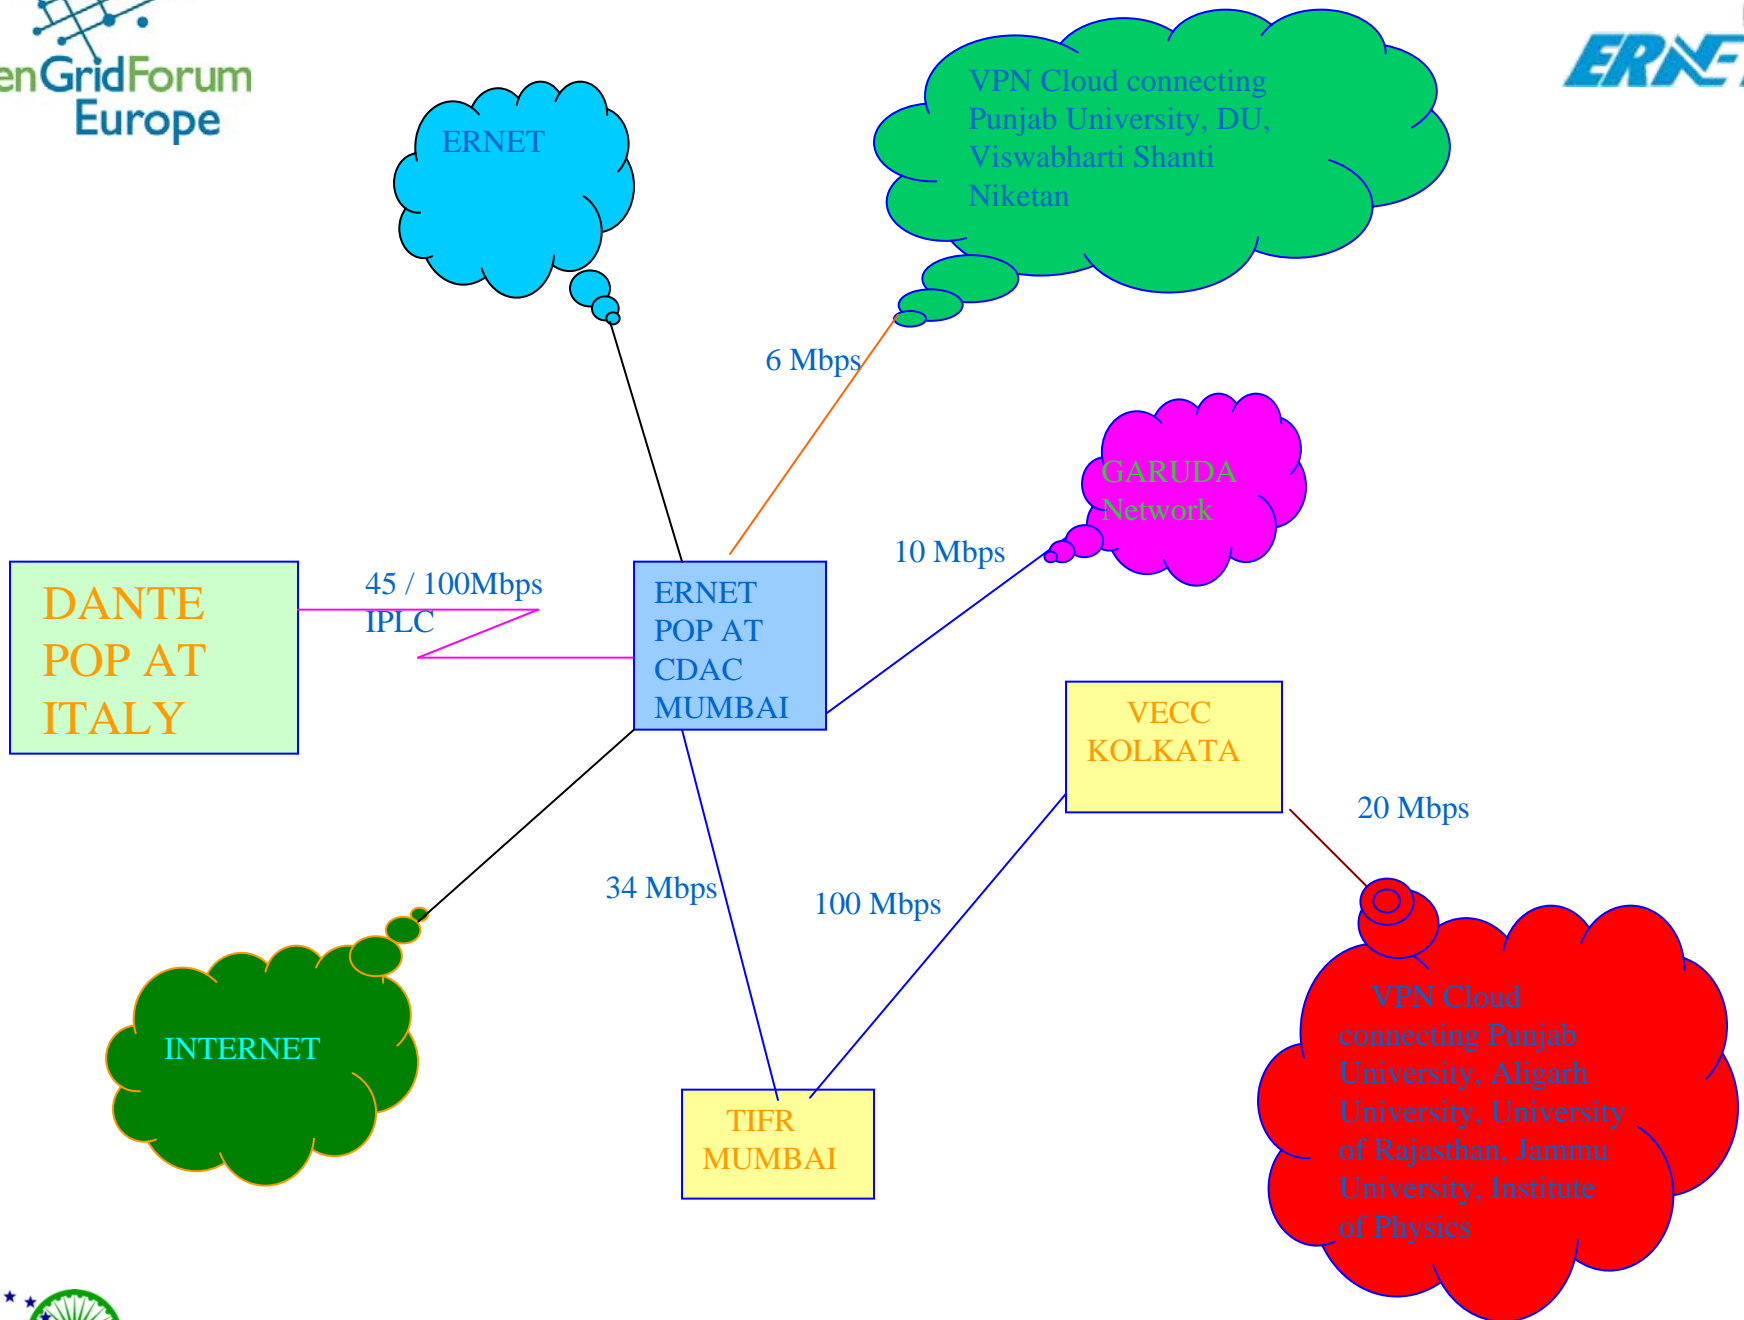 enGridForum
Europe
ERNET
VPN Cloud connecting
Punjab University, DU,
Viswabharti Shanti
Niketan
6 Mbps
GARUDA
Network
10 Mbps
DANTE
POP AT
ITALY
45 / 100Mbps
IPLC
ERNET
POP AT
CDAC
MUMBAI
VECC
KOLKATA
20 Mbps
34 Mbps
100 Mbps
INTERNET
TIFR
MUMBAI
VPN Cloud
connecting Punjab
University, Aligarh
University, University
of Rajasthan, Jammu
University, Institute
of Physics